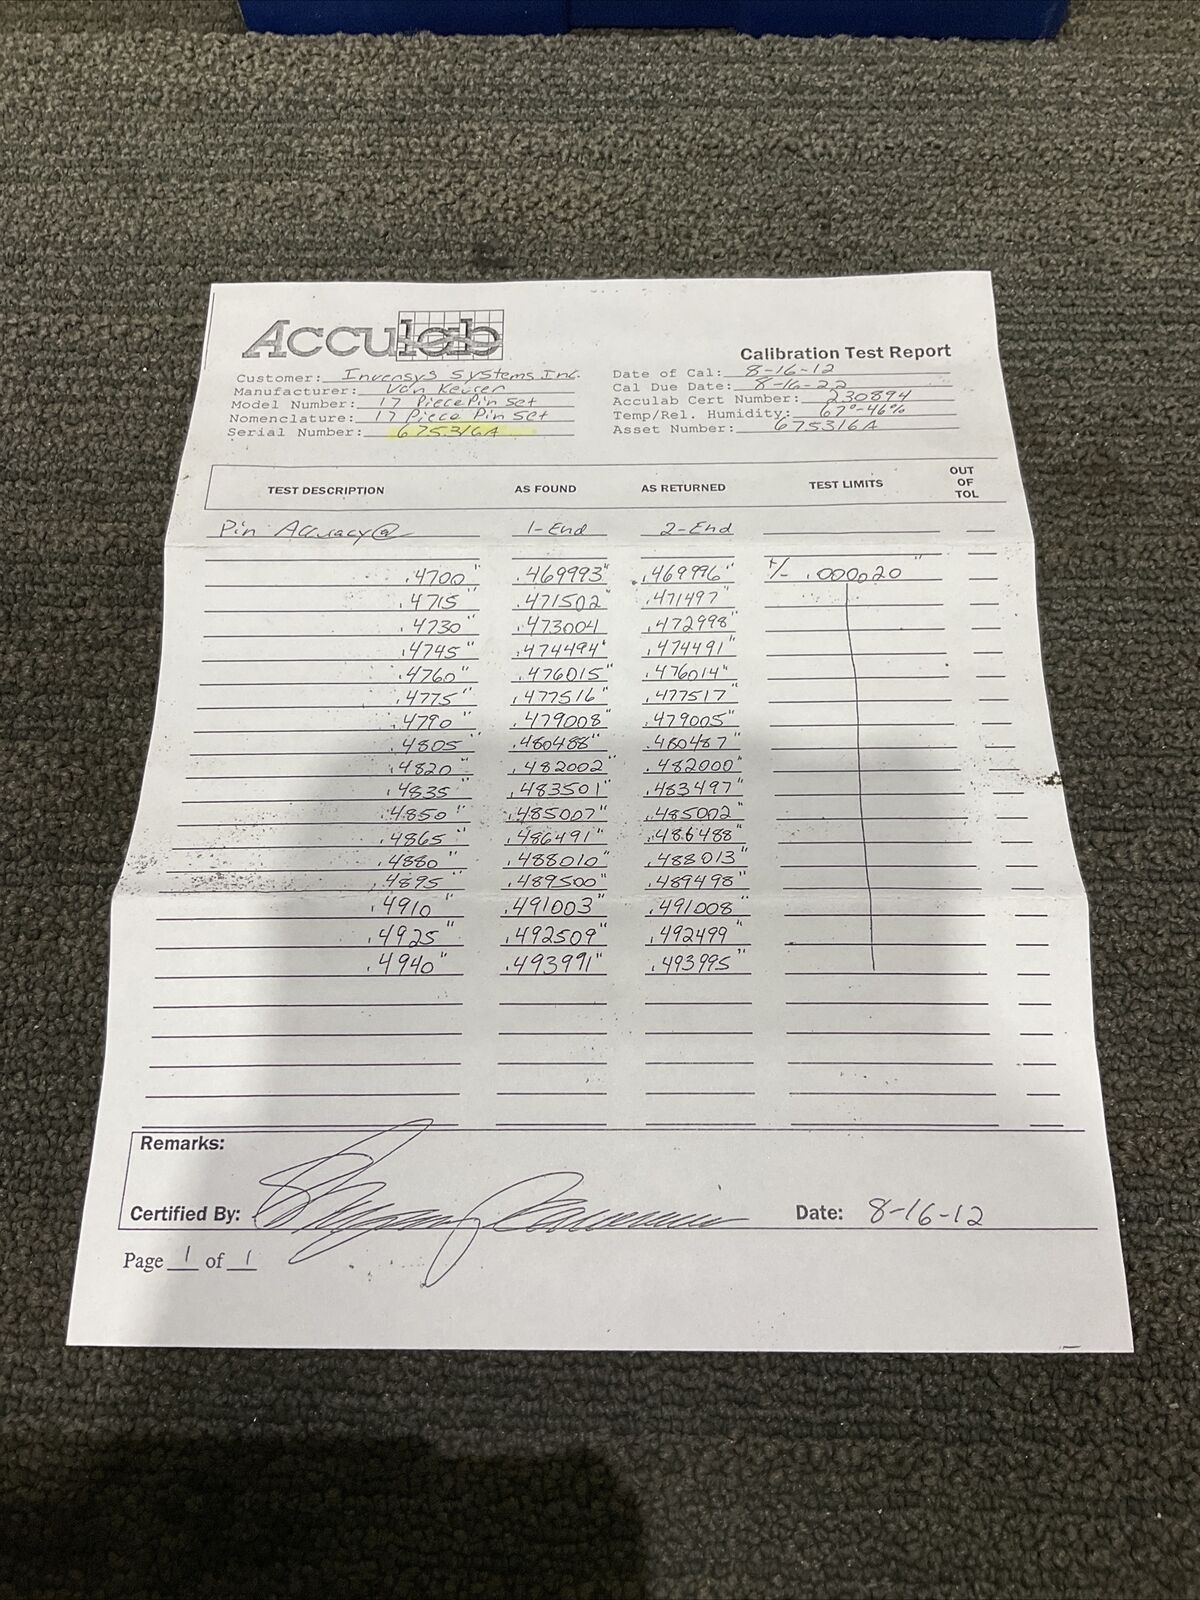 Acculab
Calibration Test Report
Customer: Invensys Systems Inc.
Manufacturer: Van Keuren
Model Number: 17 Piece Pin Set
Nomenclature: 17 Piece Pin Set
Serial Number: 675316A
Date of Cal: 8-16-12
Cal Due Date: 8-16-22
Acculab Cert Number: 230894
Temp/Rel. Humidity: 67°-46%
Asset Number: 675316A
TEST DESCRIPTION AS FOUND AS RETURNED TEST LIMITS OUT OF TOL
Pin Accuracy@ 1-End 2-End
.4700" .469993" .469996" +/- .000020"
.4715" .471502" .471497"
.4730" .473004 .472998"
.4745" .474494" .474491"
.4760" .476015" .476014"
.4775" .477516" .477517"
.4790" .479008" .479005"
.4805" .480488" .480487"
.4820" .482002" .482000"
.4835" .483501" .483497"
.4850" .485007" .485002"
.4865" .486491" .486488"
.4880" .488010" .488013"
.4895" .489500" .489498"
.4910" .491003" .491008"
.4925" .492509" .492499"
.4940" .493991" .493995"
Remarks:
Certified By:
Date: 8-16-12
Page 1 of 1